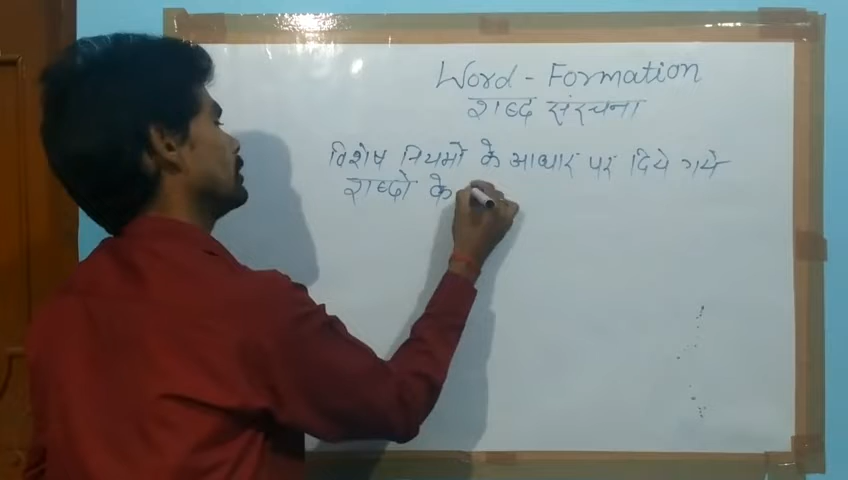 Word - Formation
शब्द संरचना
विशेष नियमों के आधार पर दिये गये
शब्दो के